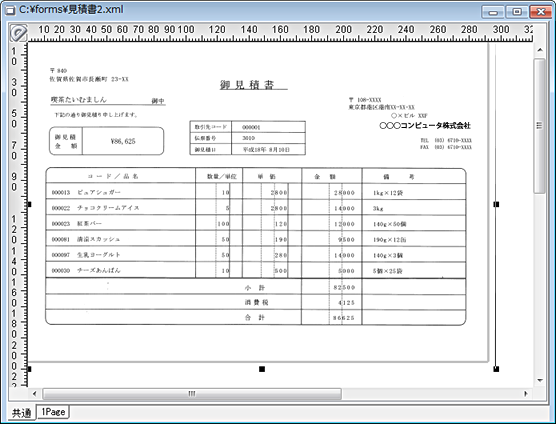 C:¥forms¥見積書2.xml
10 20 30 40 50 60 70 80 90 100 120 140 160 180 200 220 240 260 280 300 32
〒 840
佐賀県佐賀市長瀬町 23-XX
御見積書
喫茶たいむましん 御中
〒 108-XXXX
東京都港区港南XX-XX-XX
○×ビル XXF
下記の通り御見積り申し上げます。
○○○コンピュータ株式会社
TEL (03) 6710-XXXX
FAX (03) 6710-XXXX
御見積金額 ¥86,625
取引先コード 000001
伝票番号 3010
御見積日 平成18年 8月10日
コード / 品名 数量/単位 単価 金額 備考
000013 ピュアシュガー 10 2800 28000 1kg×12袋
000022 チョコクリームアイス 5 2800 14000 3kg
000023 紅茶バー 100 120 12000 140g×50個
000081 清涼スカッシュ 50 190 9500 190g×12缶
000087 生乳ヨーグルト 50 280 14000 140g×3個
000030 チーズあんぱん 10 500 5000 5個×25袋
小計 82500
消費税 4125
合計 86625
共通 1Page